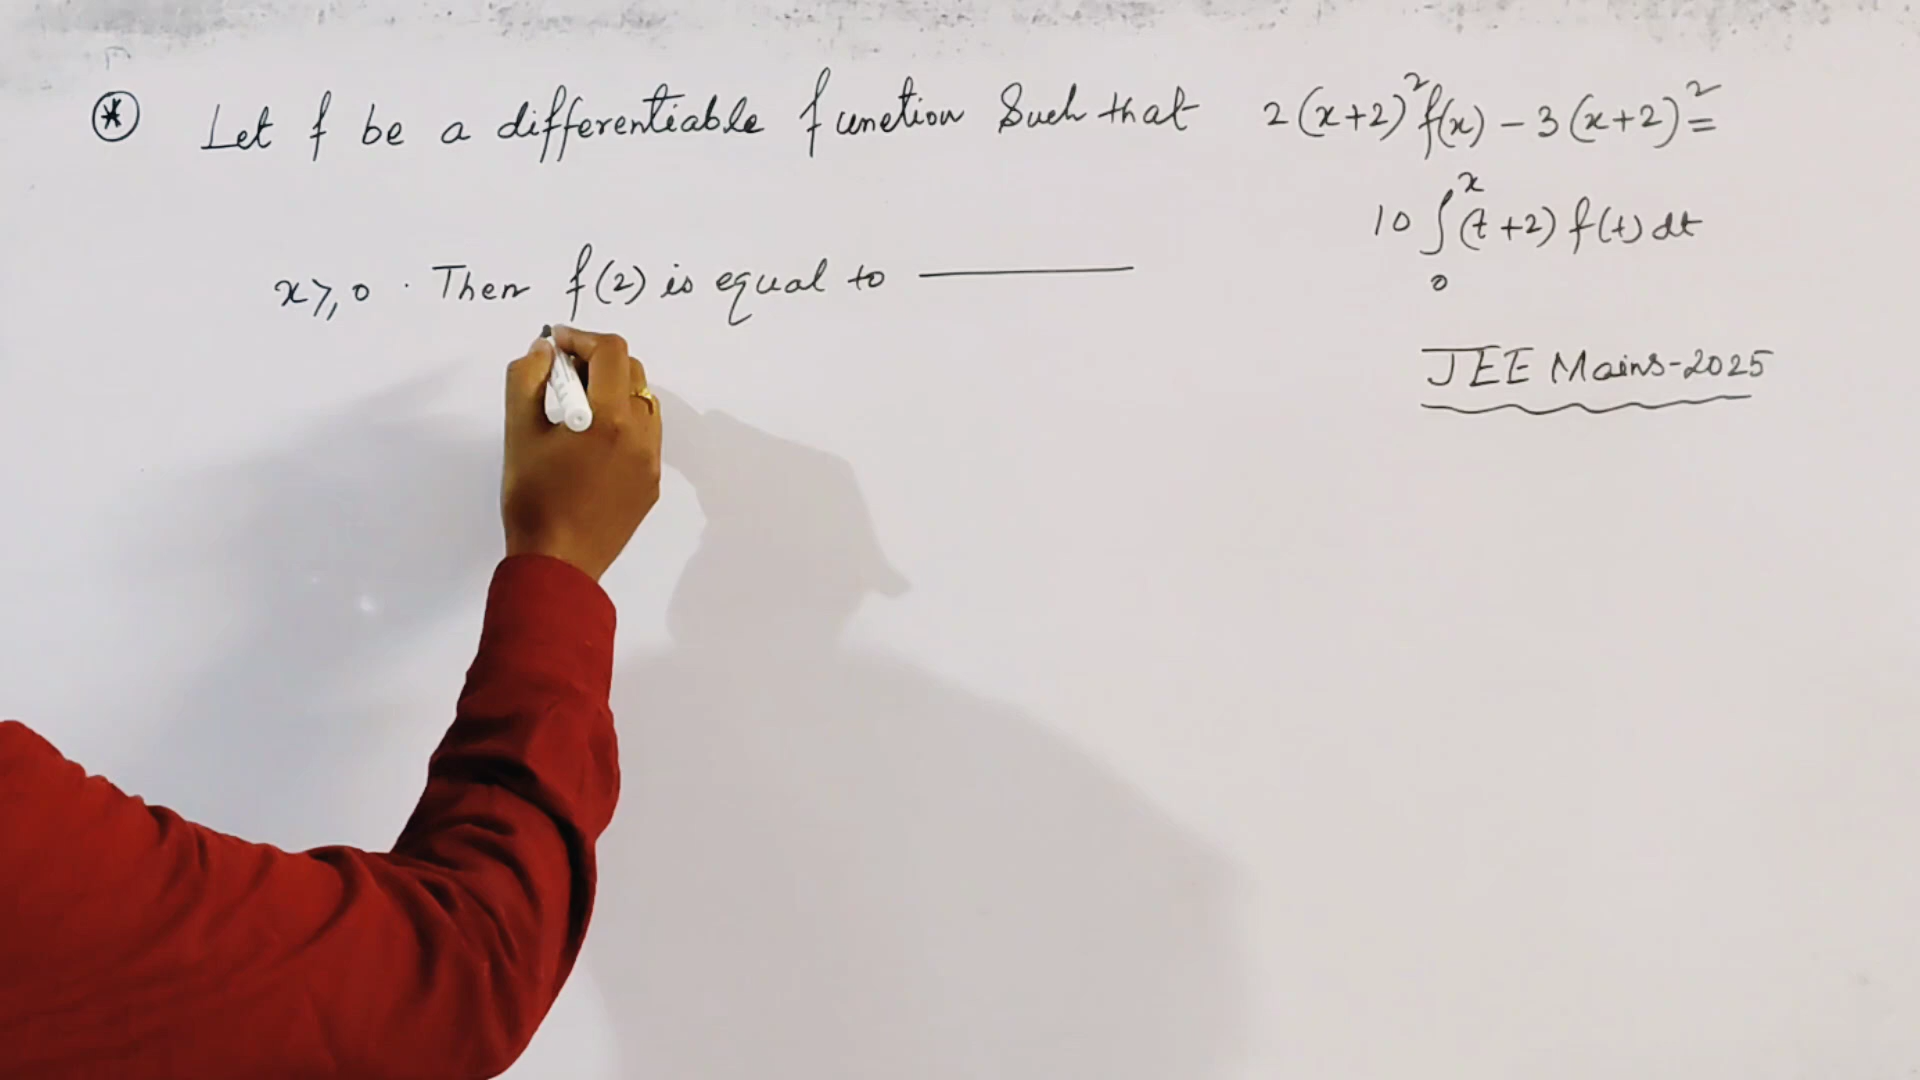 * Let f be a differentiable function Such that 2(x+2)²f(x) − 3(x+2)² =
10 ∫₀ˣ (t+2) f(t) dt
x ≥ 0 . Then f(2) is equal to ______
JEE Mains-2025